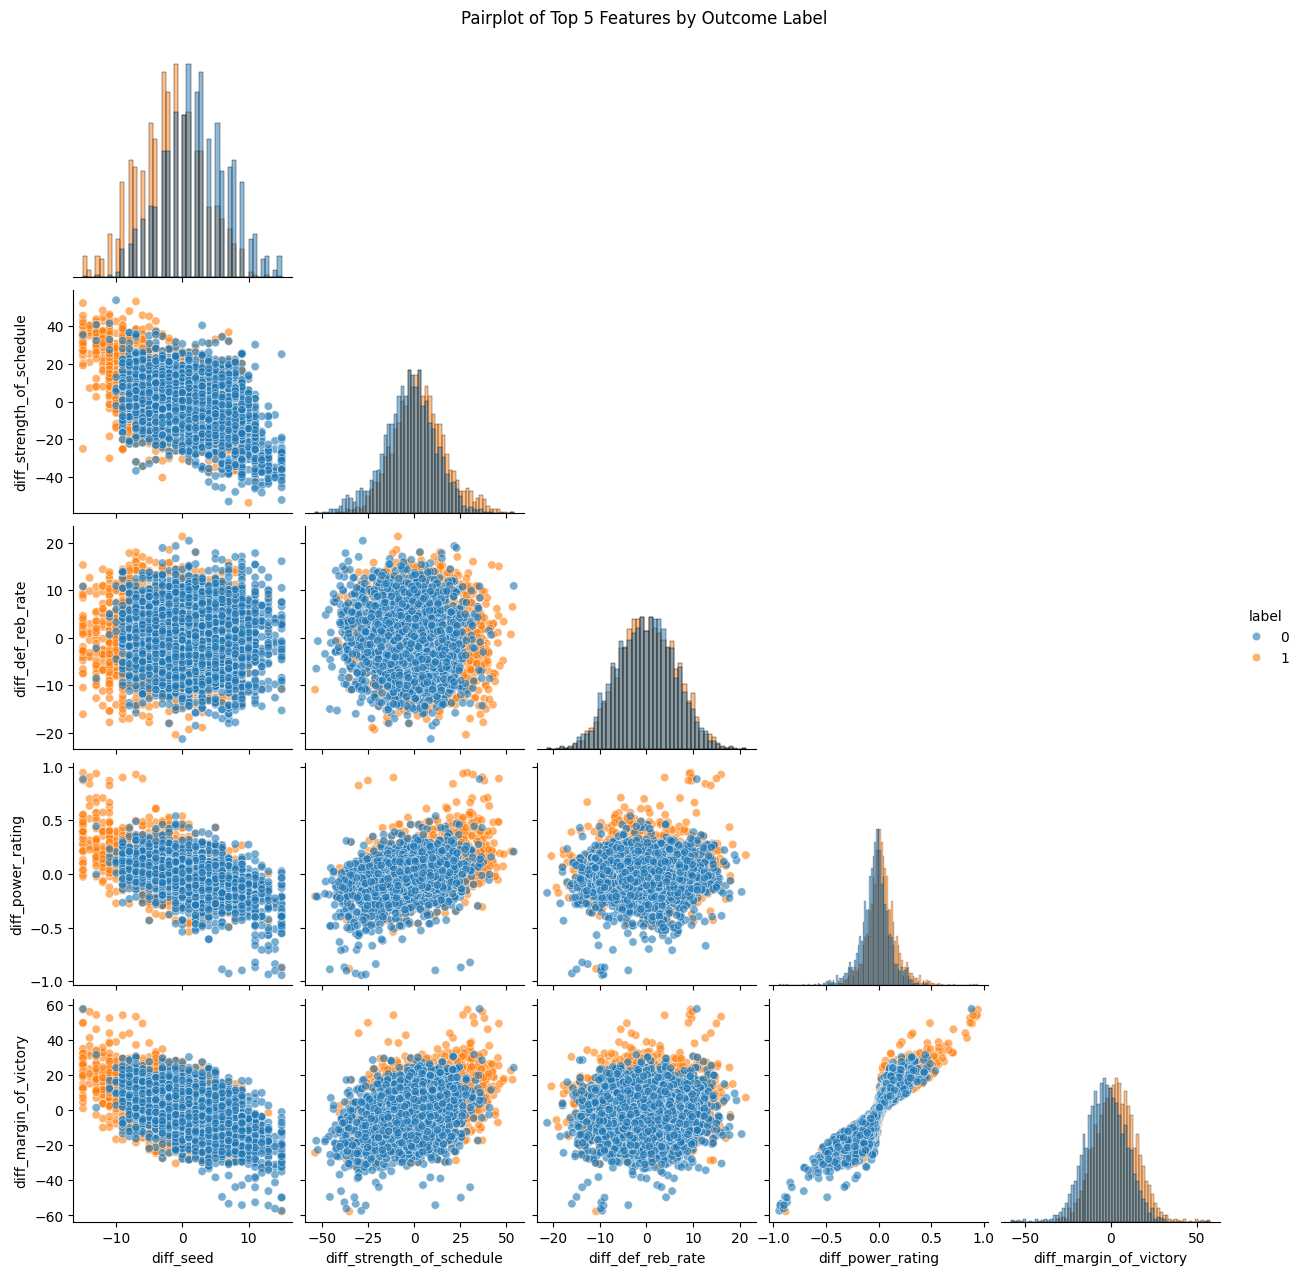 Pairplot of Top 5 Features by Outcome Label
diff_strength_of_schedule
40
20
0
−20
−40
diff_def_reb_rate
20
10
0
−10
−20
label
0
1
diff_power_rating
1.0
0.5
0.0
−0.5
−1.0
diff_margin_of_victory
60
40
20
0
−20
−40
−60
−10 0 10
−50 −25 0 25 50
−20 −10 0 10 20
−1.0 −0.5 0.0 0.5 1.0
−50 0 50
diff_seed
diff_strength_of_schedule
diff_def_reb_rate
diff_power_rating
diff_margin_of_victory